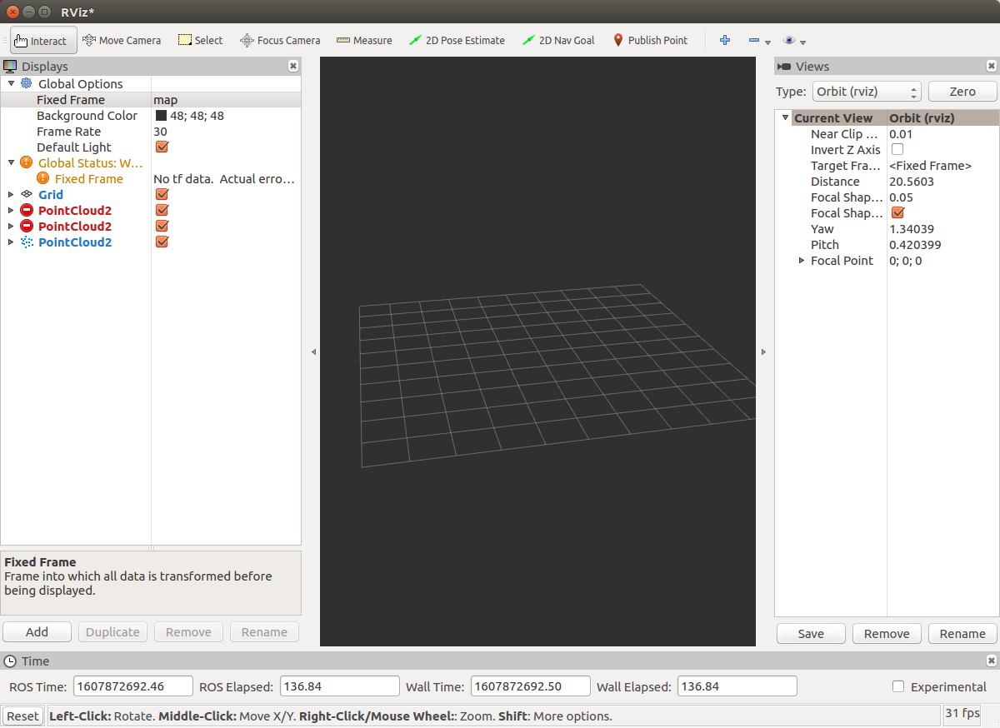 RViz*
Interact Move Camera Select Focus Camera Measure 2D Pose Estimate 2D Nav Goal Publish Point
Displays
Global Options
Fixed Frame map
Background Color 48; 48; 48
Frame Rate 30
Default Light
Global Status: W...
Fixed Frame No tf data.  Actual erro...
Grid
PointCloud2
PointCloud2
PointCloud2
Fixed Frame
Frame into which all data is transformed before
being displayed.
Add Duplicate Remove Rename
Views
Type: Orbit (rviz) Zero
Current View Orbit (rviz)
Near Clip ... 0.01
Invert Z Axis
Target Fra... <Fixed Frame>
Distance 20.5603
Focal Shap... 0.05
Focal Shap...
Yaw 1.34039
Pitch 0.420399
Focal Point 0; 0; 0
Save Remove Rename
Time
ROS Time: 1607872692.46 ROS Elapsed: 136.84 Wall Time: 1607872692.50 Wall Elapsed: 136.84 Experimental
Reset Left-Click: Rotate. Middle-Click: Move X/Y. Right-Click/Mouse Wheel:: Zoom. Shift: More options. 31 fps